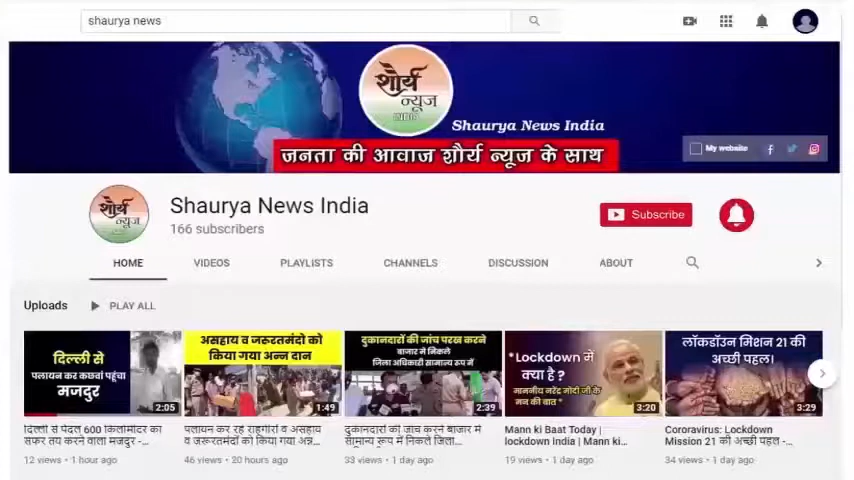 shaurya news
शौर्य
न्यूज
INDIA
Shaurya News India
जनता की आवाज शौर्य न्यूज के साथ
My website
शौर्य
न्यूज
Shaurya News India
166 subscribers
Subscribe
HOME VIDEOS PLAYLISTS CHANNELS DISCUSSION ABOUT
Uploads PLAY ALL
दिल्ली से
पलायन कर कछवां पहुंचा
मजदुर
2:05
असहाय व जरूरतमंदो को
किया गया अन्न दान
1:49
दुकानदारों की जांच परख करने
बाजार में निकले
जिला अधिकारी सामान्य रूप में
2:39
"Lockdown में
क्या है ?
माननीय नरेंद्र मोदी जी के
मन की बात "
3:20
लॉकडॉउन मिशन 21 की
अच्छी पहल।
3:29
दिल्ली से पैदल 600 किलोमीटर का
सफर तय करने वाला मजदुर -...
12 views • 1 hour ago
पलायन कर रहे राहगीरों व असहाय
व जरूरतमंदों को किया गया अन्न...
46 views • 20 hours ago
दुकानदारों की जांच करने बाजार में
सामान्य रूप में निकले जिला...
33 views • 1 day ago
Mann ki Baat Today |
lockdown India | Mann ki...
19 views • 1 day ago
Cororavirus: Lockdown
Mission 21 की अच्छी पहल -...
34 views • 1 day ago